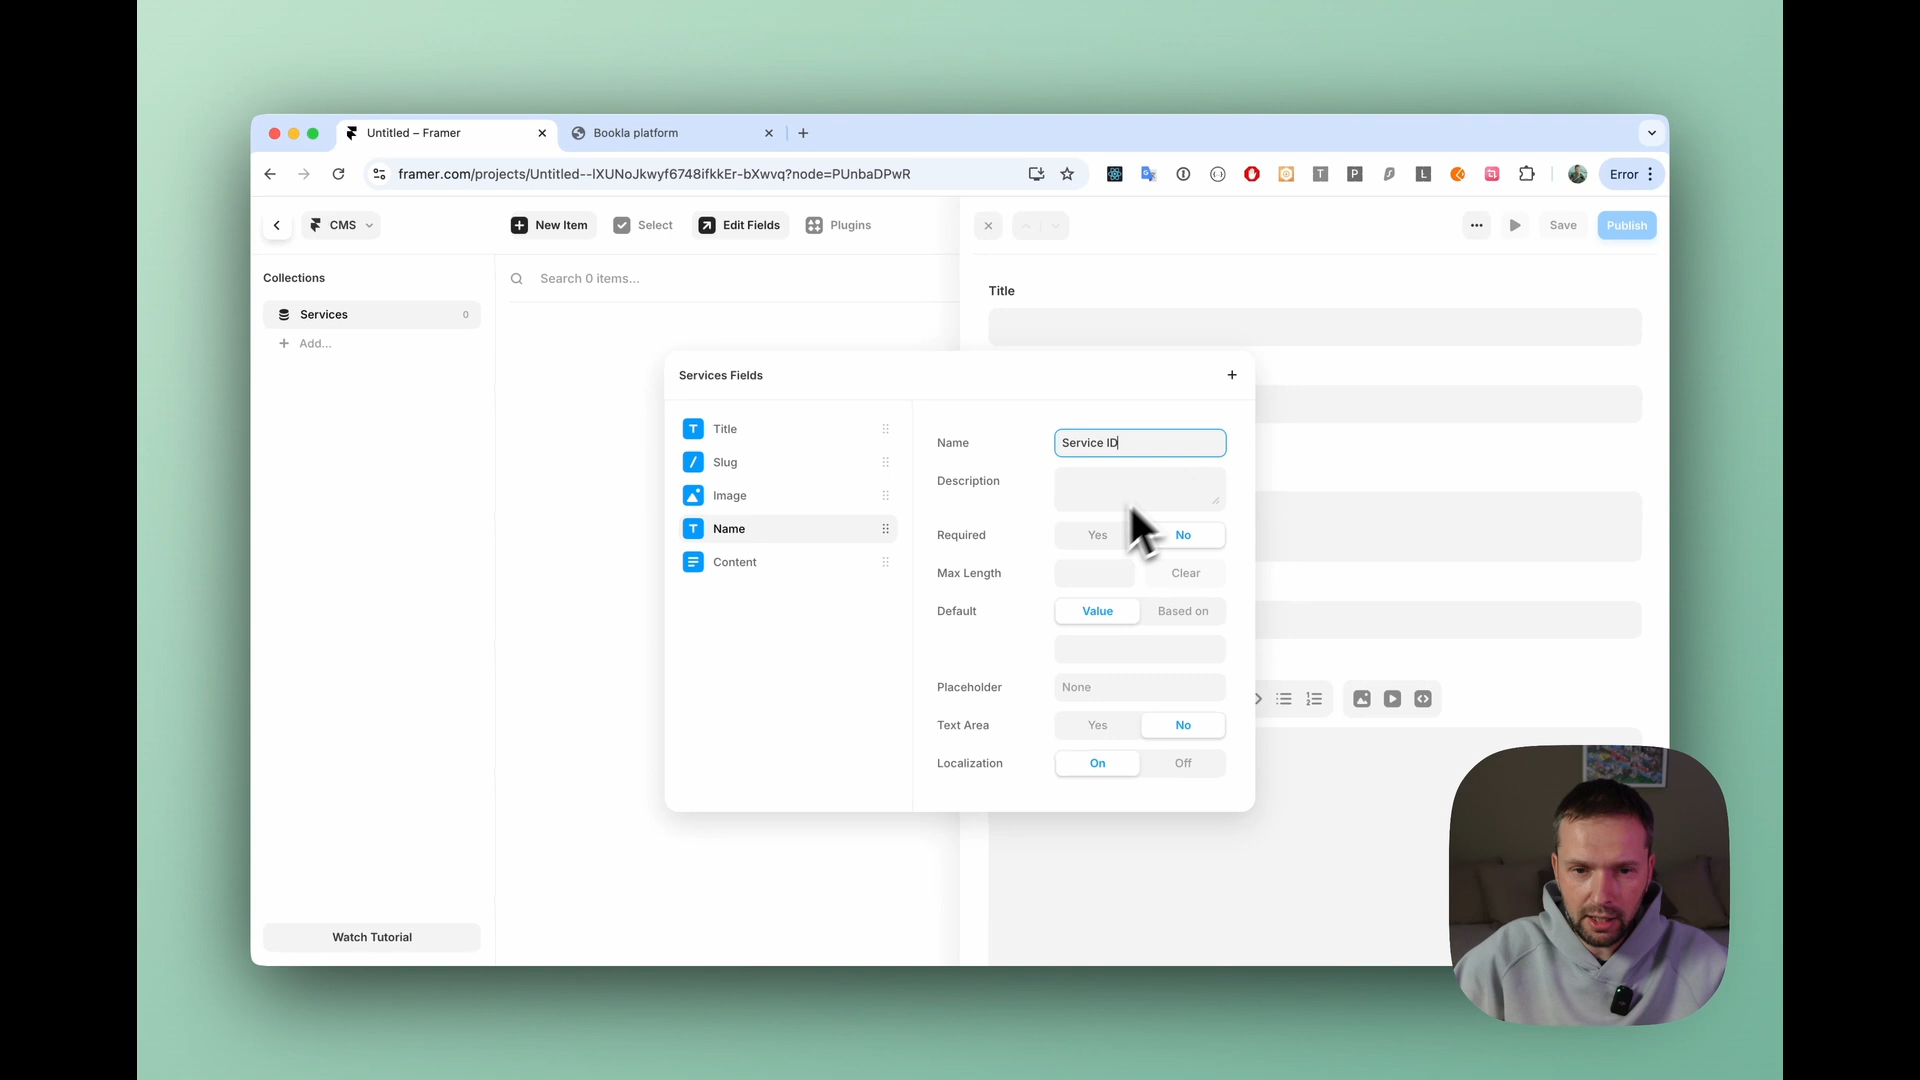 Untitled – Framer
Bookla platform
framer.com/projects/Untitled--lXUNoJkwyf6748ifkkEr-bXwvq?node=PUnbaDPwR
Error
CMS
New Item
Select
Edit Fields
Plugins
Save
Publish
Collections
Search 0 items...
Title
Services
0
Add...
Services Fields
Title
Slug
Image
Name
Content
Name
Service ID
Description
Required
Yes
No
Max Length
Clear
Default
Value
Based on
Placeholder
None
Text Area
Yes
No
Localization
On
Off
Watch Tutorial